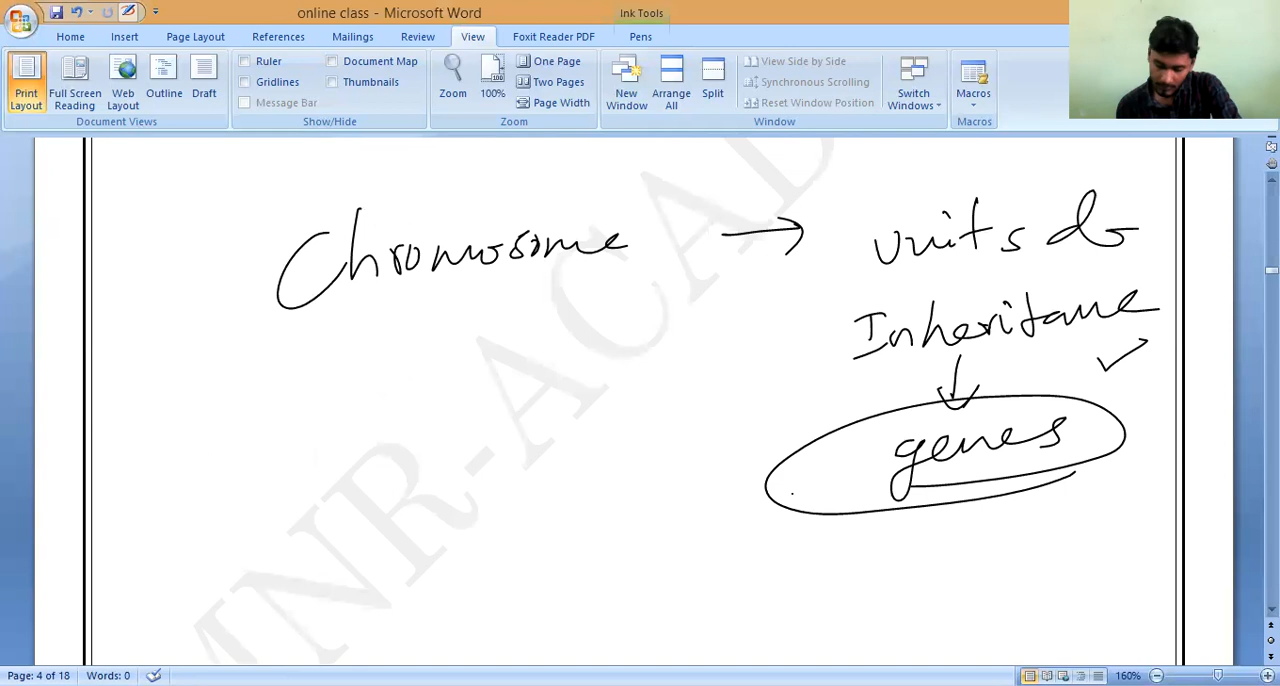 online class - Microsoft Word
Ink Tools
Home Insert Page Layout References Mailings Review View Foxit Reader PDF Pens
Ruler Document Map One Page View Side by Side
Gridlines Thumbnails Two Pages Synchronous Scrolling
Message Bar Page Width Reset Window Position
Print Layout Full Screen Reading Web Layout Outline Draft Zoom 100% New Window Arrange All Split Switch Windows Macros
Document Views Show/Hide Zoom Window Macros
Chromosome → units of
Inheritance
↓ ✓
genes
MNR-ACAD
Page: 4 of 18 Words: 0 160%